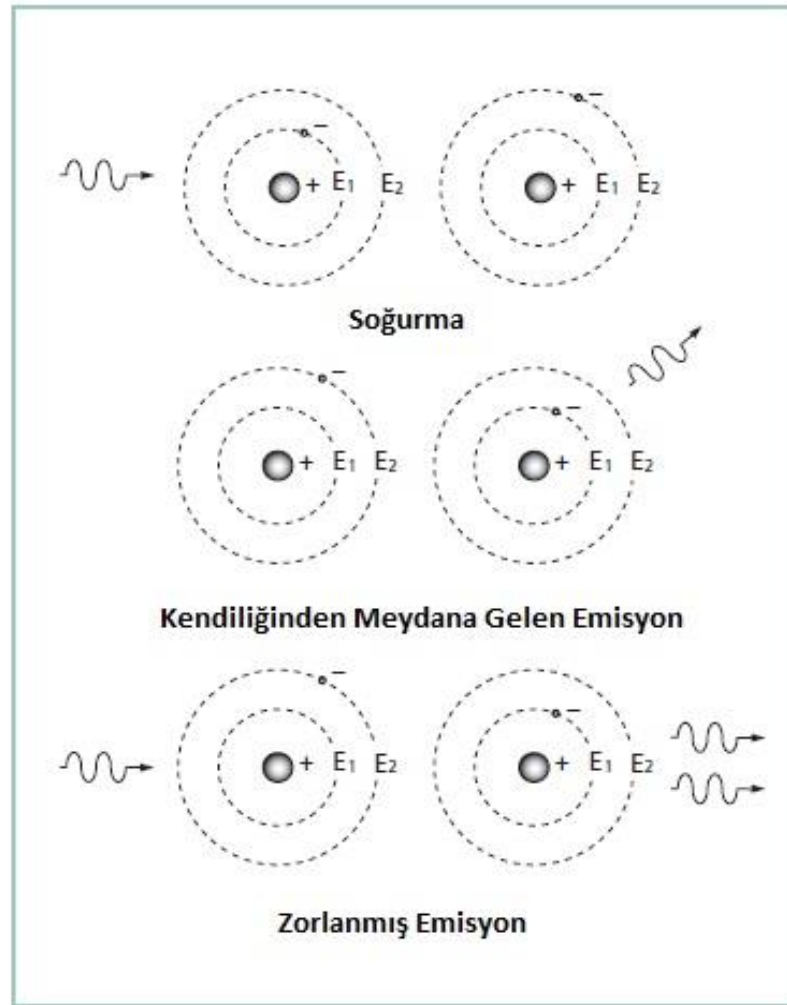 − −
+ E₁ E₂ + E₁ E₂
Soğurma
− −
+ E₁ E₂ + E₁ E₂
Kendiliğinden Meydana Gelen Emisyon
− −
+ E₁ E₂ + E₁ E₂
Zorlanmış Emisyon